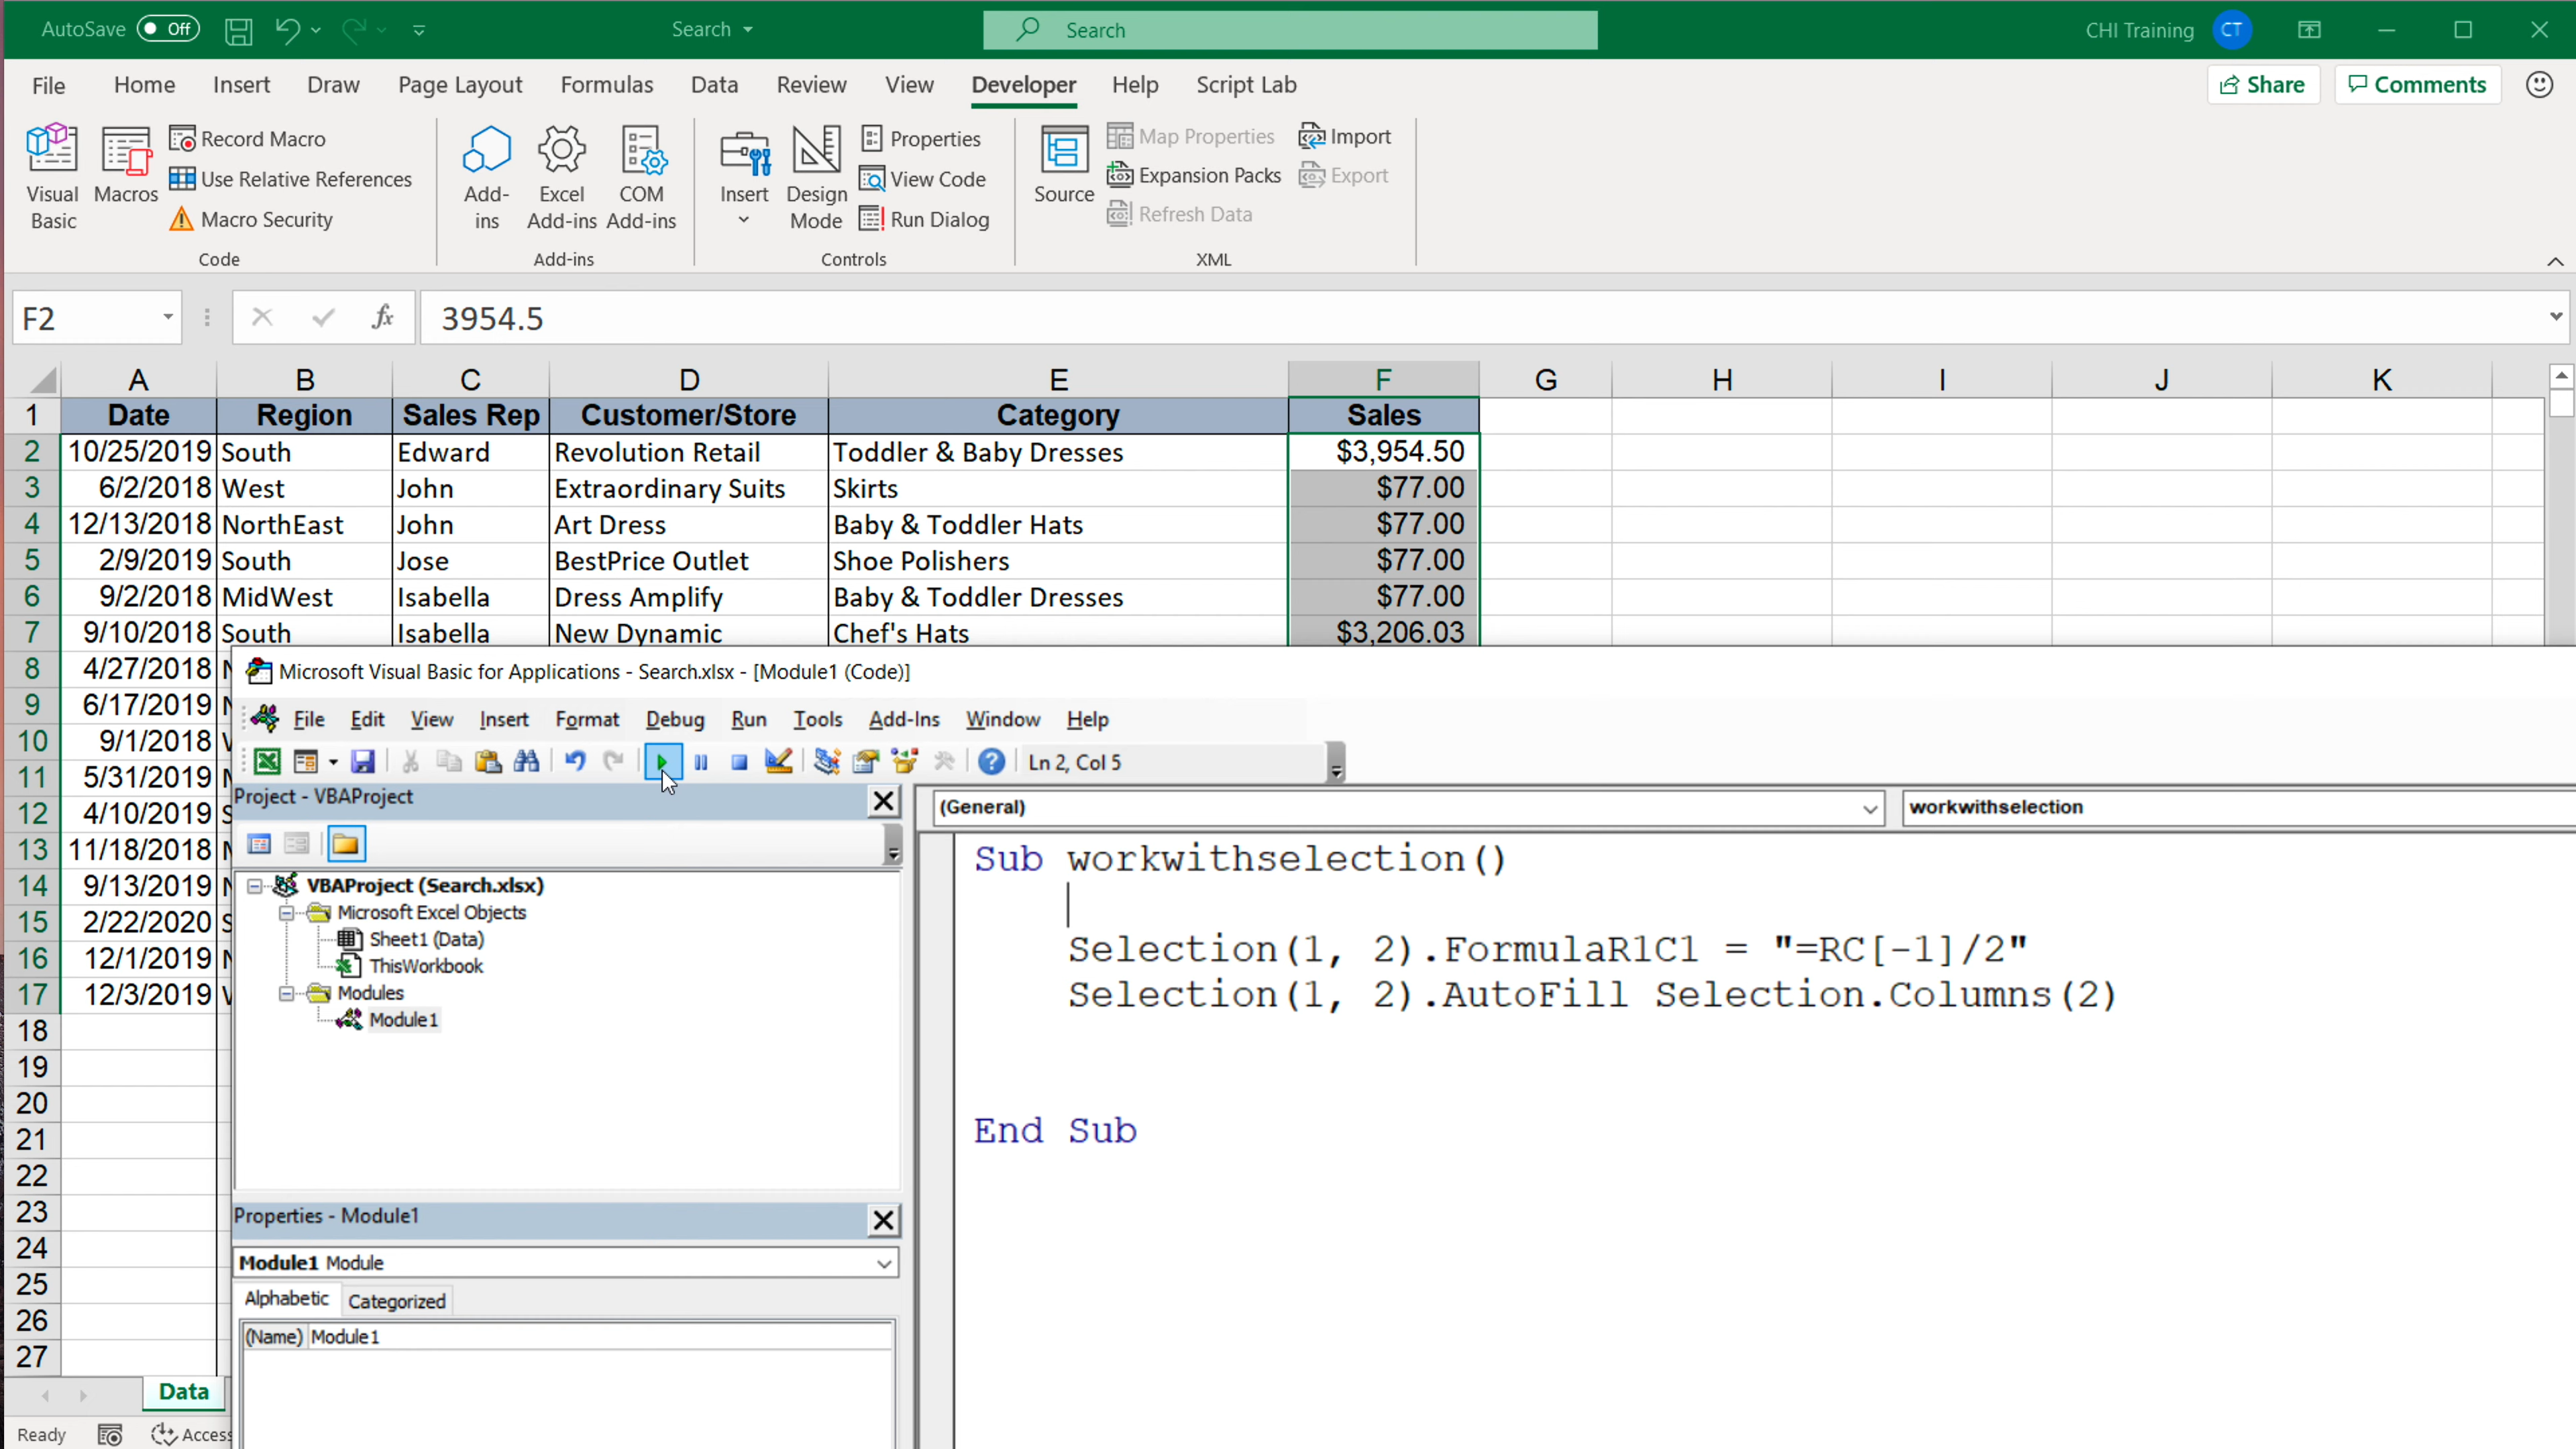 AutoSave Off Search Search CHI Training CT
File Home Insert Draw Page Layout Formulas Data Review View Developer Help Script Lab Share Comments
Visual Basic
Macros
Record Macro
Use Relative References
Macro Security
Code
Add-ins
Excel Add-ins
COM Add-ins
Add-ins
Insert
Design Mode
Properties
View Code
Run Dialog
Controls
Source
Map Properties
Expansion Packs
Refresh Data
Import
Export
XML
F2 fx 3954.5
A B C D E F G H I J K
1 Date Region Sales Rep Customer/Store Category Sales
2 10/25/2019 South Edward Revolution Retail Toddler & Baby Dresses $3,954.50
3 6/2/2018 West John Extraordinary Suits Skirts $77.00
4 12/13/2018 NorthEast John Art Dress Baby & Toddler Hats $77.00
5 2/9/2019 South Jose BestPrice Outlet Shoe Polishers $77.00
6 9/2/2018 MidWest Isabella Dress Amplify Baby & Toddler Dresses $77.00
7 9/10/2018 South Isabella New Dynamic Chef's Hats $3,206.03
8 4/27/2018
9 6/17/2019
10 9/1/2018
11 5/31/2019
12 4/10/2019
13 11/18/2018
14 9/13/2019
15 2/22/2020
16 12/1/2019
17 12/3/2019
18
19
20
21
22
23
24
25
26
27
Data
Ready Access
Microsoft Visual Basic for Applications - Search.xlsx - [Module1 (Code)]
File Edit View Insert Format Debug Run Tools Add-Ins Window Help
Ln 2, Col 5
Project - VBAProject
VBAProject (Search.xlsx)
Microsoft Excel Objects
Sheet1 (Data)
ThisWorkbook
Modules
Module1
Properties - Module1
Module1 Module
Alphabetic Categorized
(Name) Module1
(General) workwithselection
Sub workwithselection()
Selection(1, 2).FormulaR1C1 = "=RC[-1]/2"
Selection(1, 2).AutoFill Selection.Columns(2)
End Sub